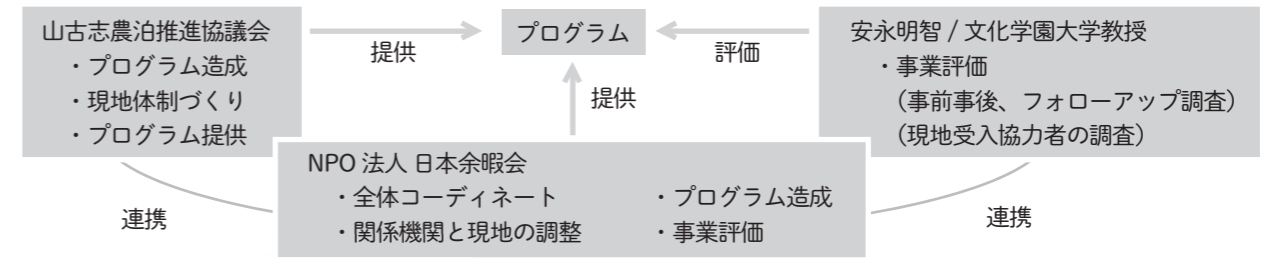 山古志農泊推進協議会
・プログラム造成
・現地体制づくり
・プログラム提供
提供
プログラム
評価
安永明智 / 文化学園大学教授
・事業評価
(事前事後、フォローアップ調査)
(現地受入協力者の調査)
提供
NPO 法人 日本余暇会
・全体コーディネート
・プログラム造成
・関係機関と現地の調整
・事業評価
連携
連携